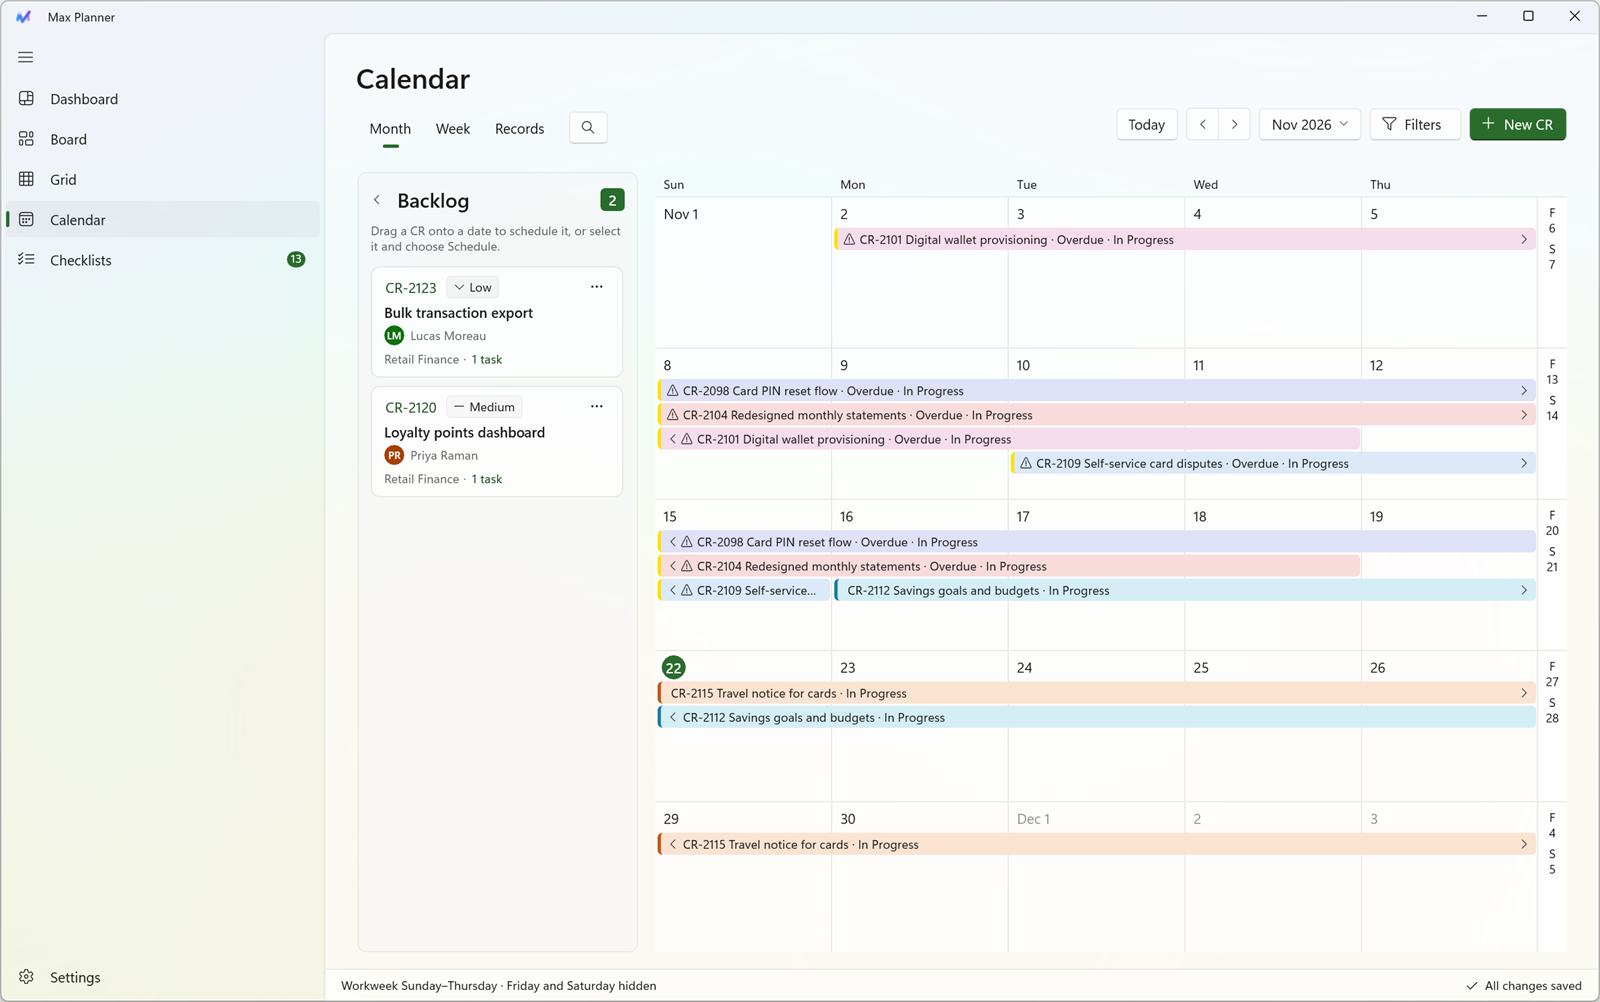 Max Planner
Dashboard
Board
Grid
Calendar
Checklists 13
Settings
Calendar
Month Week Records
Today Nov 2026 Filters New CR
Backlog 2
Drag a CR onto a date to schedule it, or select
it and choose Schedule.
CR-2123 Low ···
Bulk transaction export
LM Lucas Moreau
Retail Finance · 1 task
CR-2120 Medium ···
Loyalty points dashboard
PR Priya Raman
Retail Finance · 1 task
Sun Mon Tue Wed Thu
Nov 1 2 3 4 5 F
6
S
7
CR-2101 Digital wallet provisioning · Overdue · In Progress
8 9 10 11 12 F
13
S
14
CR-2098 Card PIN reset flow · Overdue · In Progress
CR-2104 Redesigned monthly statements · Overdue · In Progress
CR-2101 Digital wallet provisioning · Overdue · In Progress
CR-2109 Self-service card disputes · Overdue · In Progress
15 16 17 18 19 F
20
S
21
CR-2098 Card PIN reset flow · Overdue · In Progress
CR-2104 Redesigned monthly statements · Overdue · In Progress
CR-2109 Self-service... CR-2112 Savings goals and budgets · In Progress
22 23 24 25 26 F
27
S
28
CR-2115 Travel notice for cards · In Progress
CR-2112 Savings goals and budgets · In Progress
29 30 Dec 1 2 3 F
4
S
5
CR-2115 Travel notice for cards · In Progress
Workweek Sunday–Thursday · Friday and Saturday hidden
All changes saved